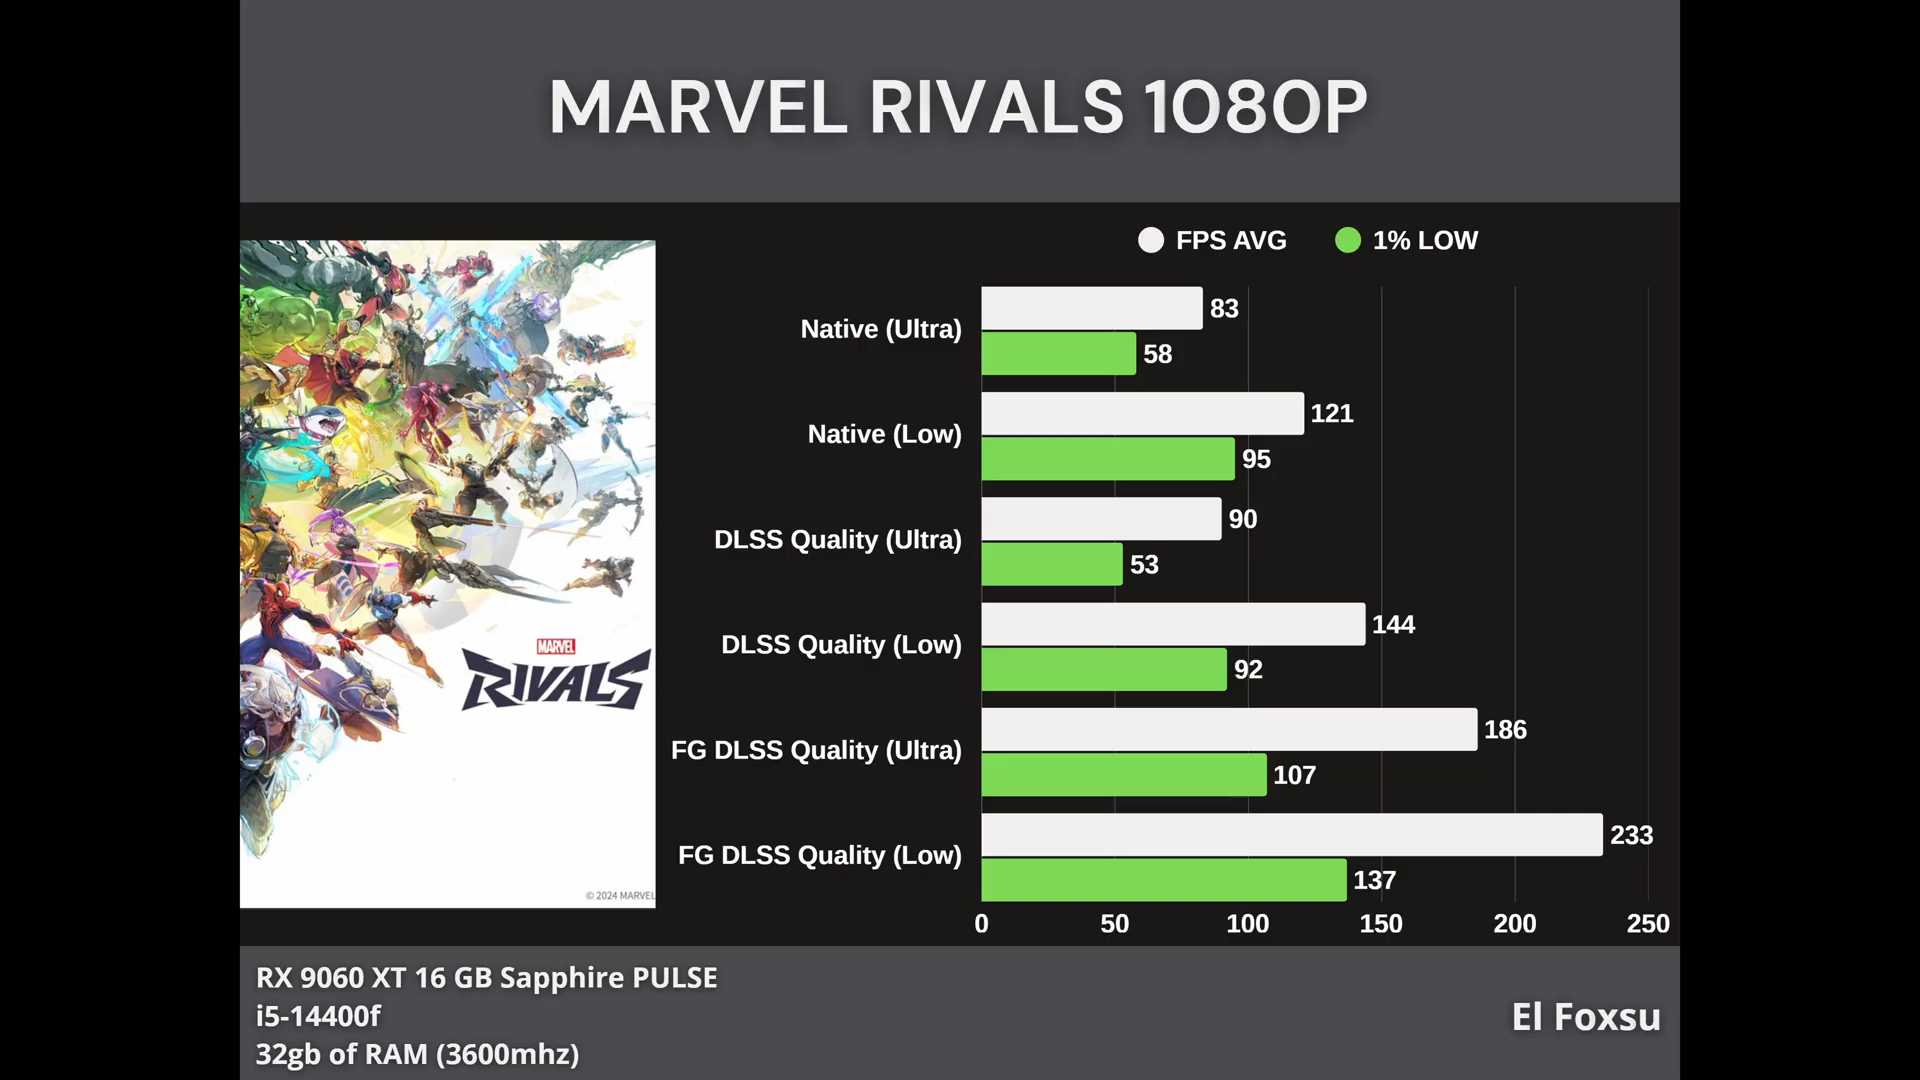 MARVEL RIVALS 1080P
FPS AVG
1% LOW
Native (Ultra)
83
58
Native (Low)
121
95
DLSS Quality (Ultra)
90
53
DLSS Quality (Low)
144
92
FG DLSS Quality (Ultra)
186
107
FG DLSS Quality (Low)
233
137
0 50 100 150 200 250
MARVEL
RIVALS
© 2024 MARVEL
RX 9060 XT 16 GB Sapphire PULSE
i5-14400f
32gb of RAM (3600mhz)
El Foxsu